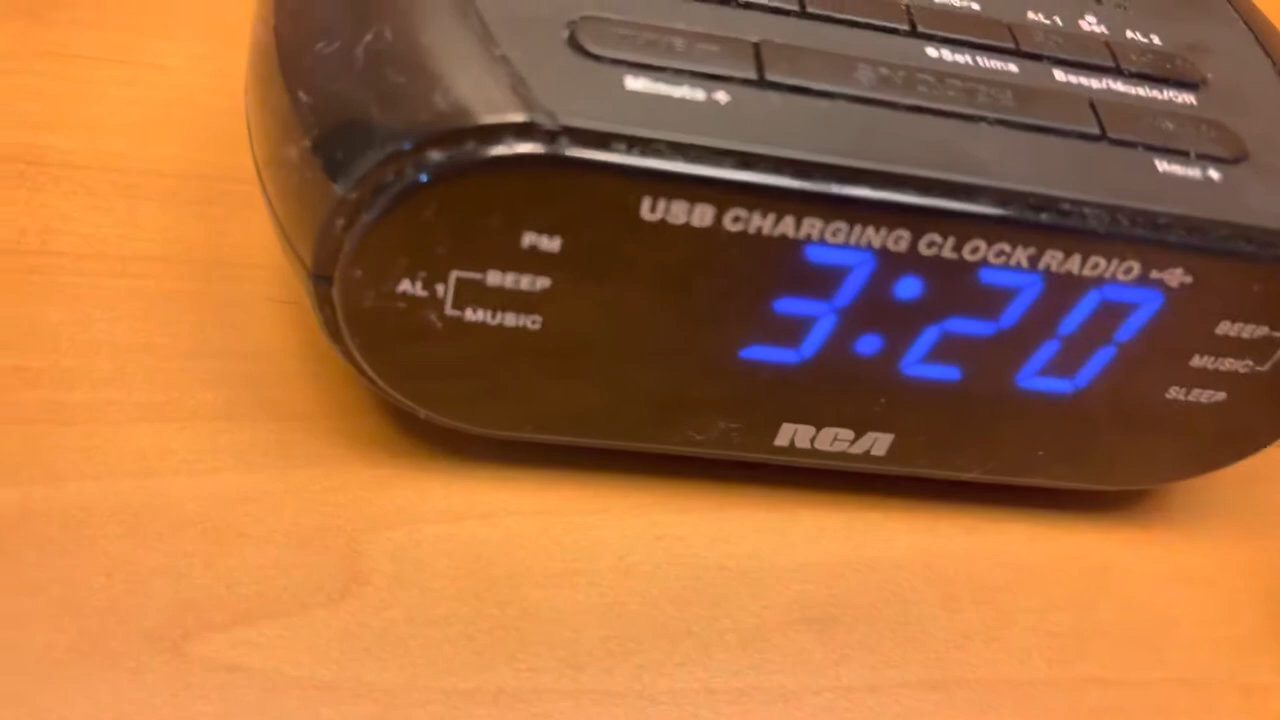 AL 1 Set AL 2
Set time Beep/Music/Off
Minute +
Hour +
USB CHARGING CLOCK RADIO
PM
AL 1 BEEP
MUSIC
3:20
BEEP
MUSIC
SLEEP
RCA